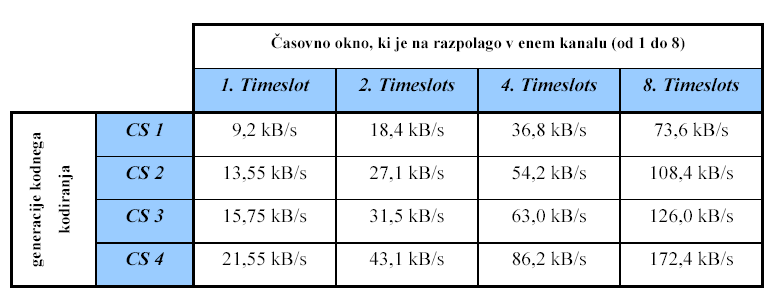 Časovno okno, ki je na razpolago v enem kanalu (od 1 do 8)
1. Timeslot 2. Timeslots 4. Timeslots 8. Timeslots
generacije kodnega
kodiranja
CS 1 9,2 kB/s 18,4 kB/s 36,8 kB/s 73,6 kB/s
CS 2 13,55 kB/s 27,1 kB/s 54,2 kB/s 108,4 kB/s
CS 3 15,75 kB/s 31,5 kB/s 63,0 kB/s 126,0 kB/s
CS 4 21,55 kB/s 43,1 kB/s 86,2 kB/s 172,4 kB/s